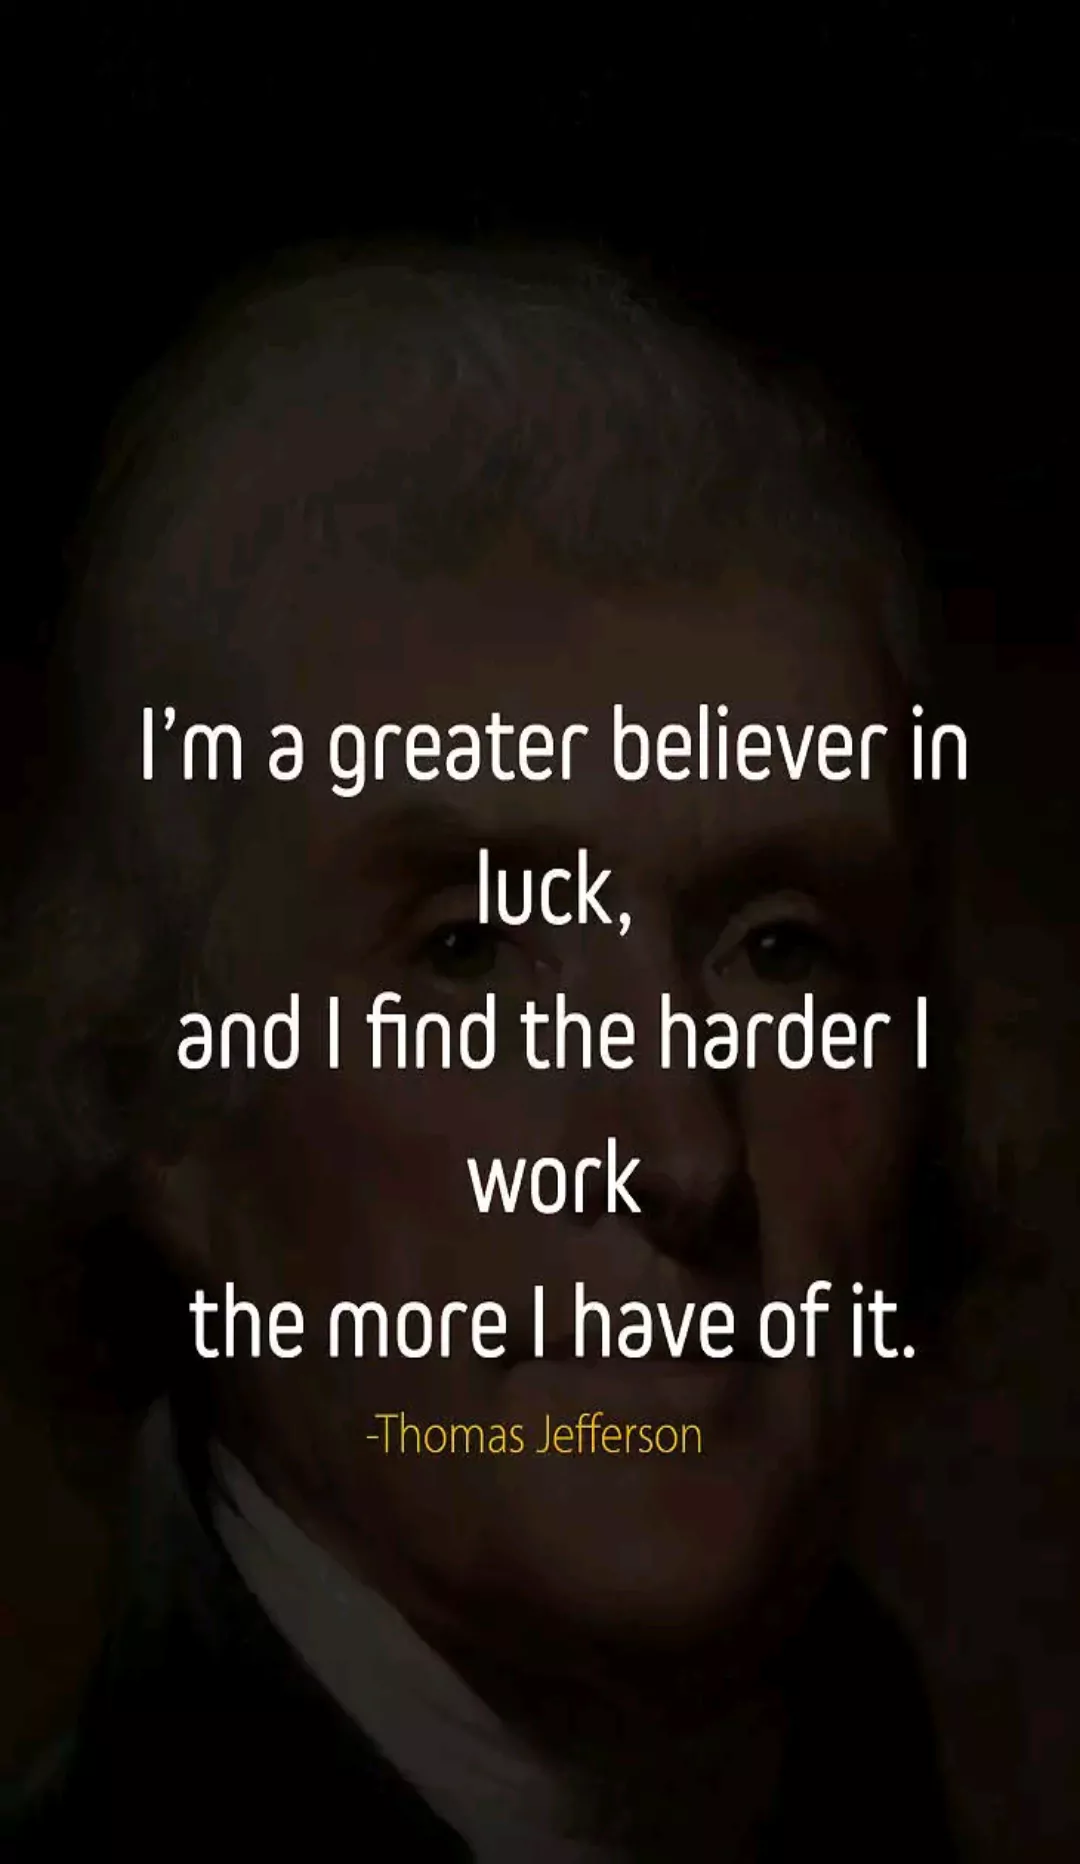 I'm a greater believer in
luck,
and I find the harder I
work
the more I have of it.
-Thomas Jefferson